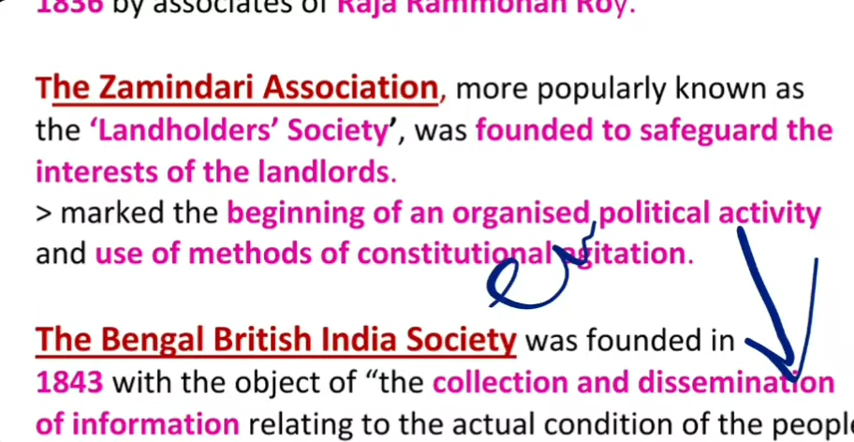 1836 by associates of Raja Rammohan Roy.
The Zamindari Association, more popularly known as
the ‘Landholders’ Society’, was founded to safeguard the
interests of the landlords.
> marked the beginning of an organised political activity
and use of methods of constitutional agitation.
The Bengal British India Society was founded in
1843 with the object of “the collection and dissemination
of information relating to the actual condition of the people